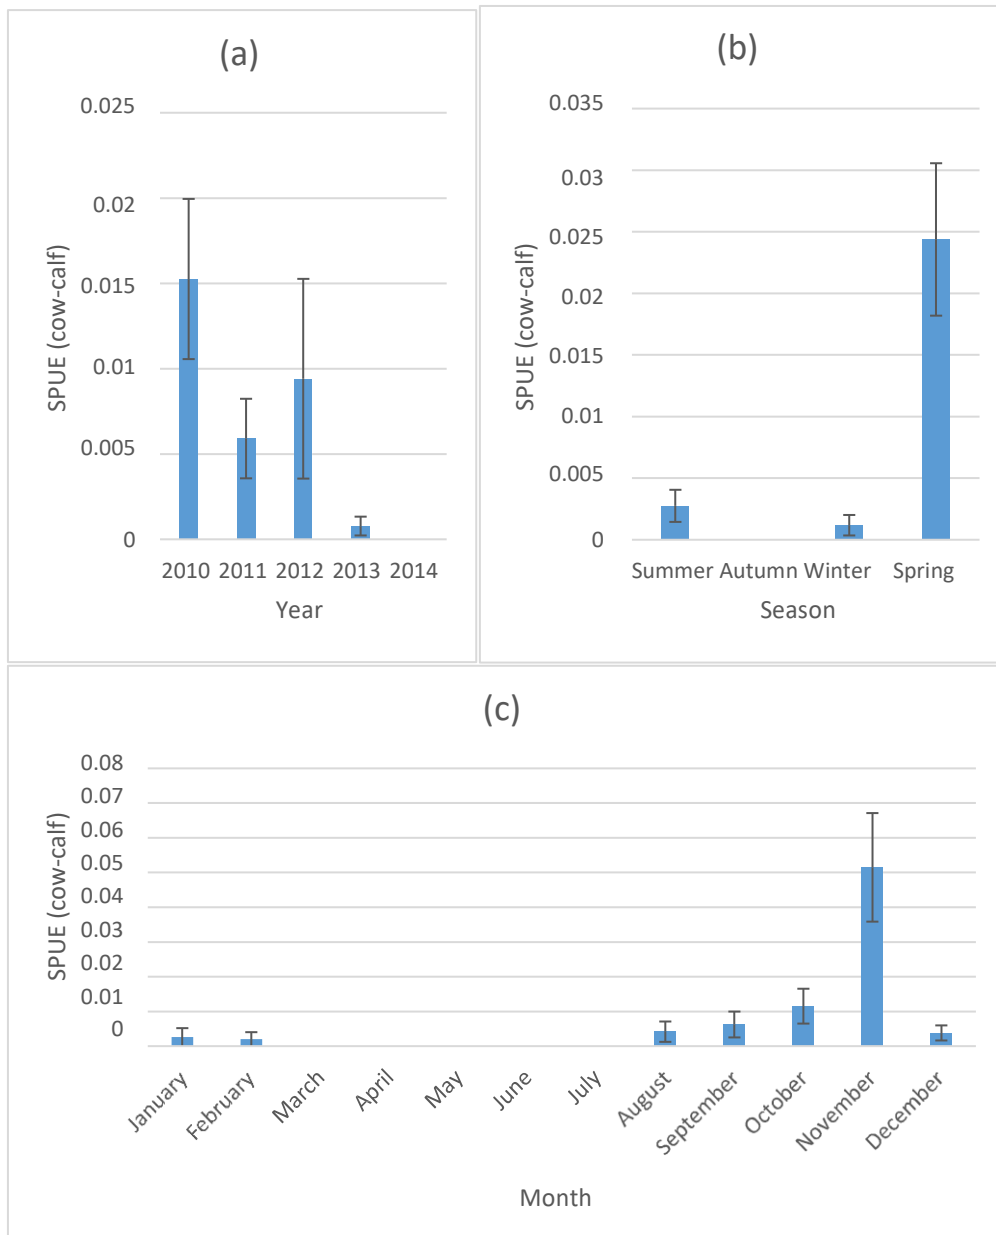 (a)
0.025
0.02
0.015
0.01
0.005
0
SPUE (cow-calf)
2010 2011 2012 2013 2014
Year
(b)
0.035
0.03
0.025
0.02
0.015
0.01
0.005
0
SPUE (cow-calf)
Summer Autumn Winter Spring
Season
(c)
0.08
0.07
0.06
0.05
0.04
0.03
0.02
0.01
0
SPUE (cow-calf)
January February March April May June July August September October November December
Month